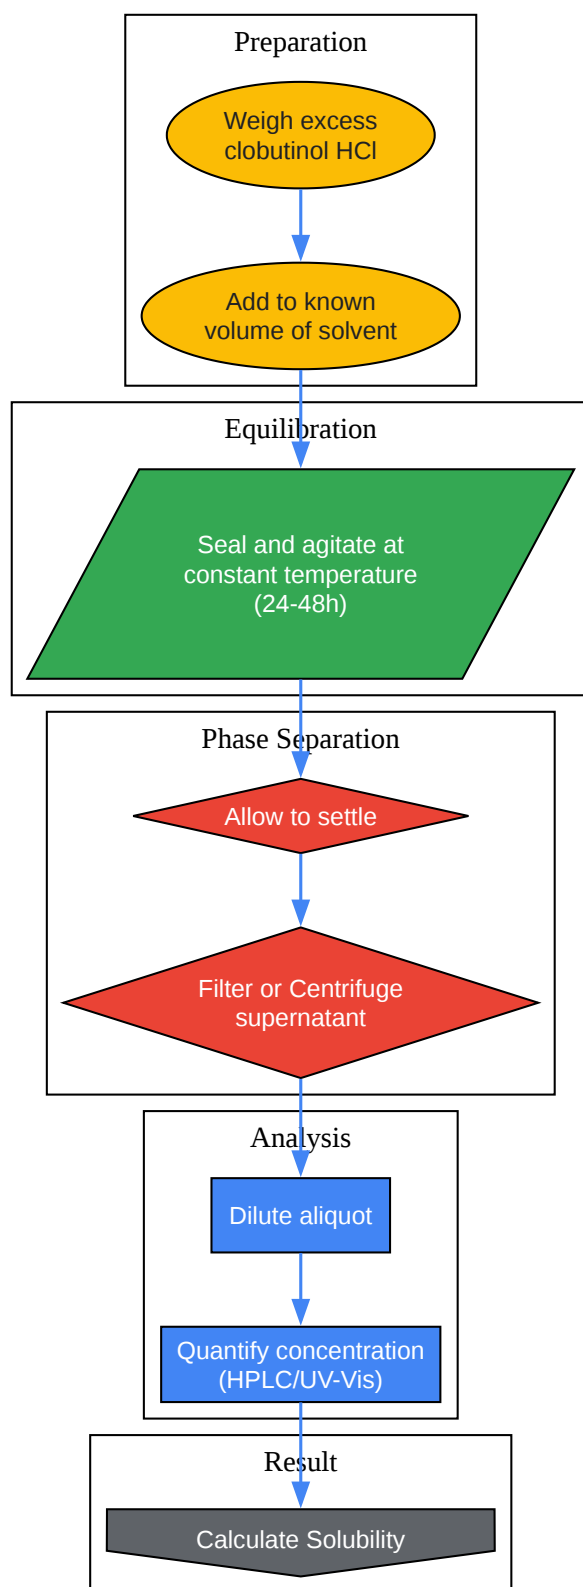 Preparation
Weigh excess
clobutinol HCl
Add to known
volume of solvent
Equilibration
Seal and agitate at
constant temperature
(24-48h)
Phase Separation
Allow to settle
Filter or Centrifuge
supernatant
Analysis
Dilute aliquot
Quantify concentration
(HPLC/UV-Vis)
Result
Calculate Solubility